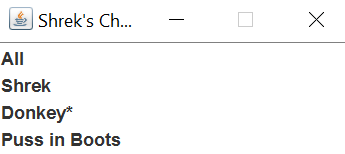 Shrek's Ch...
All
Shrek
Donkey*
Puss in Boots